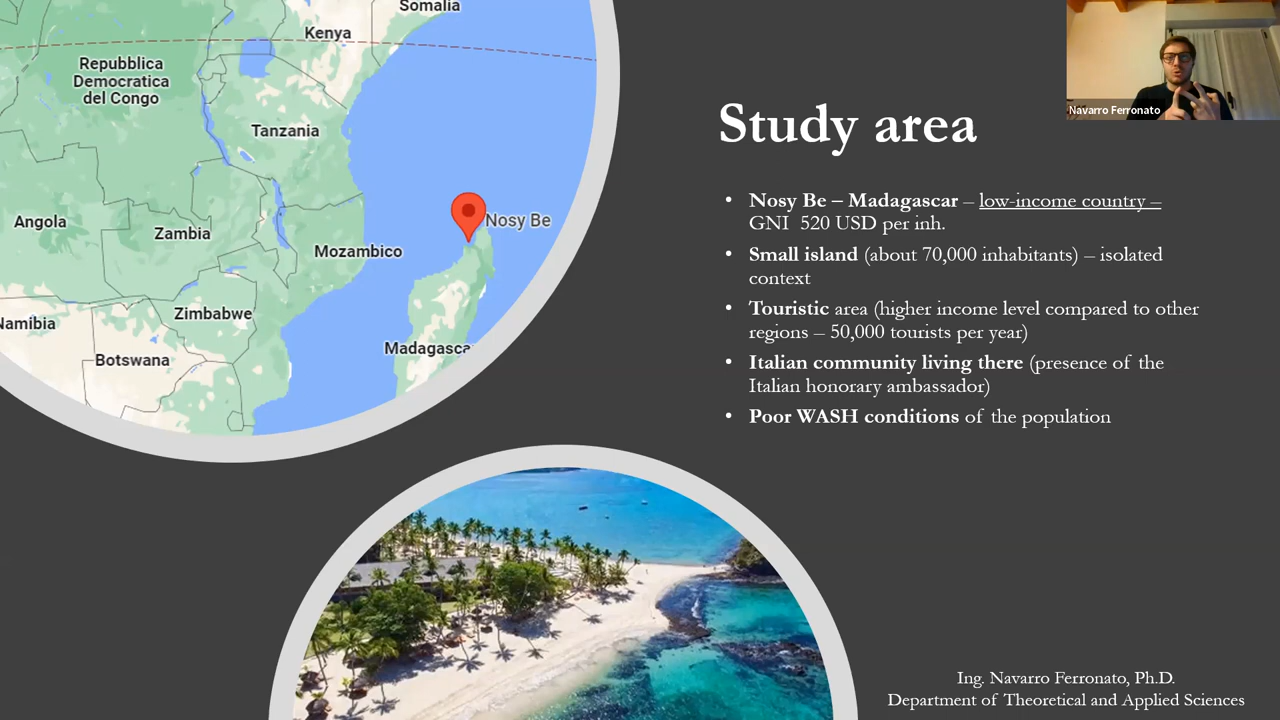 Somalia
Kenya
Repubblica
Democratica
del Congo
Tanzania
Nosy Be
Angola
Zambia
Mozambico
Zimbabwe
Namibia
Botswana
Madagasca
Navarro Ferronato
Study area
• Nosy Be – Madagascar – low-income country –
GNI 520 USD per inh.
• Small island (about 70,000 inhabitants) – isolated
context
• Touristic area (higher income level compared to other
regions – 50,000 tourists per year)
• Italian community living there (presence of the
Italian honorary ambassador)
• Poor WASH conditions of the population
Ing. Navarro Ferronato, Ph.D.
Department of Theoretical and Applied Sciences